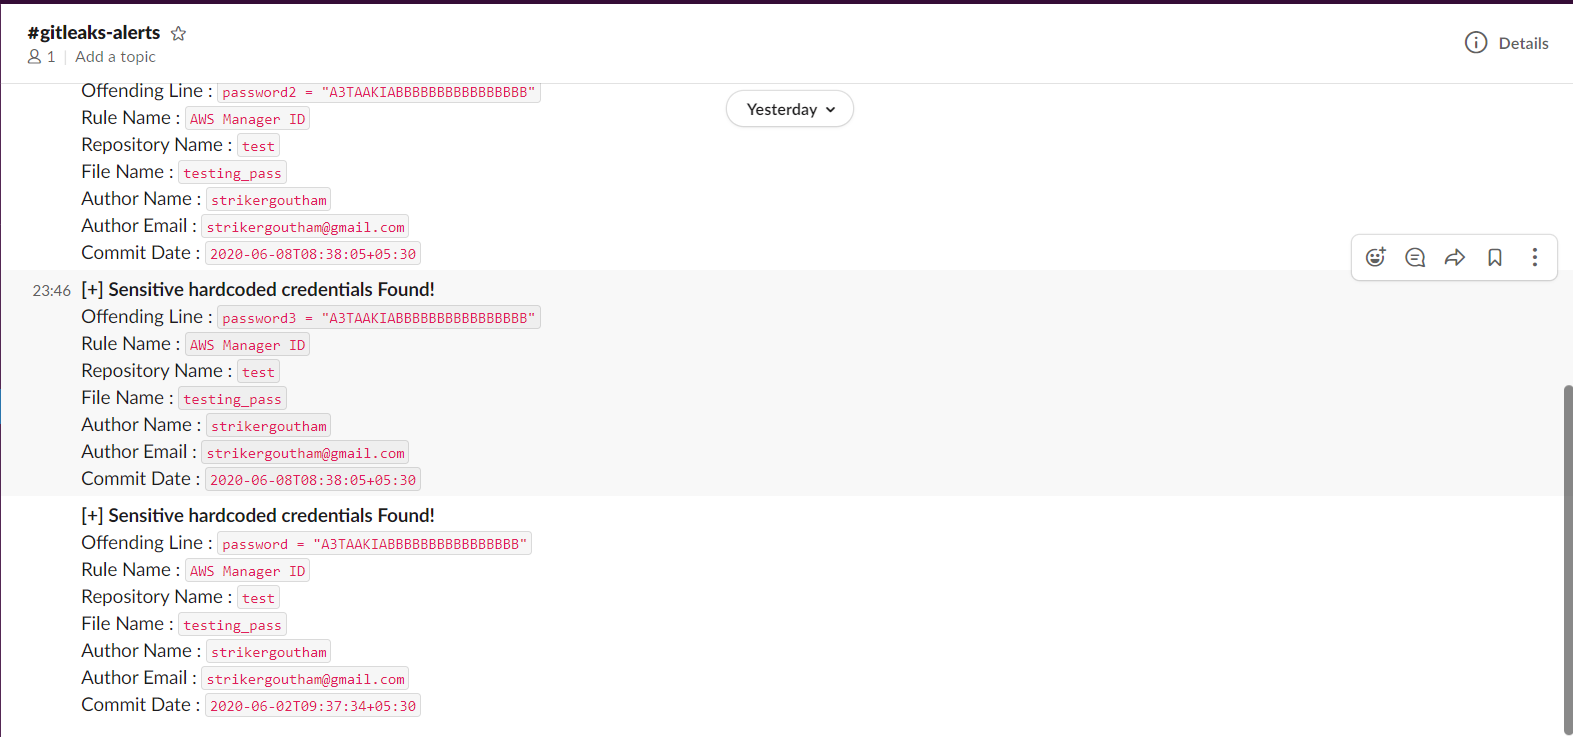 #gitleaks-alerts
1 | Add a topic
Details
Yesterday
Offending Line : password2 = "A3TAAKIABBBBBBBBBBBBBBBB"
Rule Name : AWS Manager ID
Repository Name : test
File Name : testing_pass
Author Name : strikergoutham
Author Email : strikergoutham@gmail.com
Commit Date : 2020-06-08T08:38:05+05:30
23:46 [+] Sensitive hardcoded credentials Found!
Offending Line : password3 = "A3TAAKIABBBBBBBBBBBBBBBB"
Rule Name : AWS Manager ID
Repository Name : test
File Name : testing_pass
Author Name : strikergoutham
Author Email : strikergoutham@gmail.com
Commit Date : 2020-06-08T08:38:05+05:30
[+] Sensitive hardcoded credentials Found!
Offending Line : password = "A3TAAKIABBBBBBBBBBBBBBBB"
Rule Name : AWS Manager ID
Repository Name : test
File Name : testing_pass
Author Name : strikergoutham
Author Email : strikergoutham@gmail.com
Commit Date : 2020-06-02T09:37:34+05:30